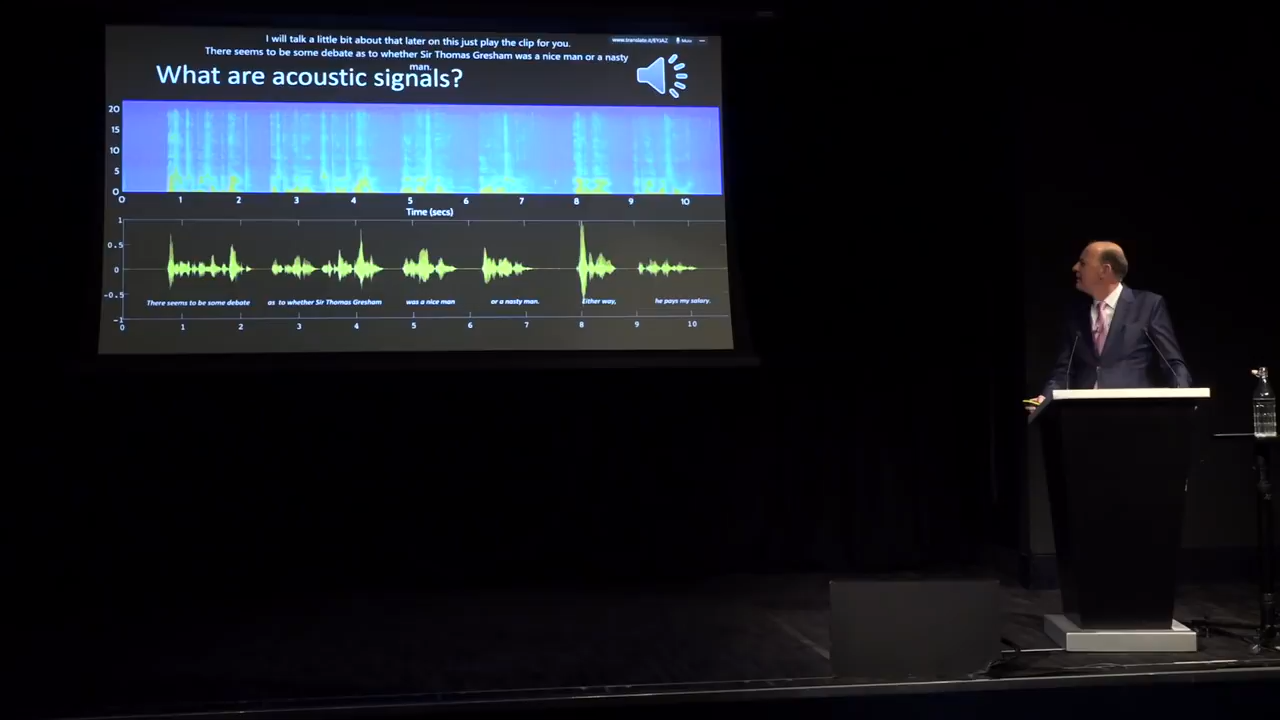 I will talk a little bit about that later on this just play the clip for you.
www.translate.it/EYJAZ
There seems to be some debate as to whether Sir Thomas Gresham was a nice man or a nasty
man.
What are acoustic signals?
20
15
10
5
0
0 1 2 3 4 5 6 7 8 9 10
Time (secs)
1
0.5
0
-0.5
-1
There seems to be some debate as to whether Sir Thomas Gresham was a nice man or a nasty man. Either way, he pays my salary.
0 1 2 3 4 5 6 7 8 9 10